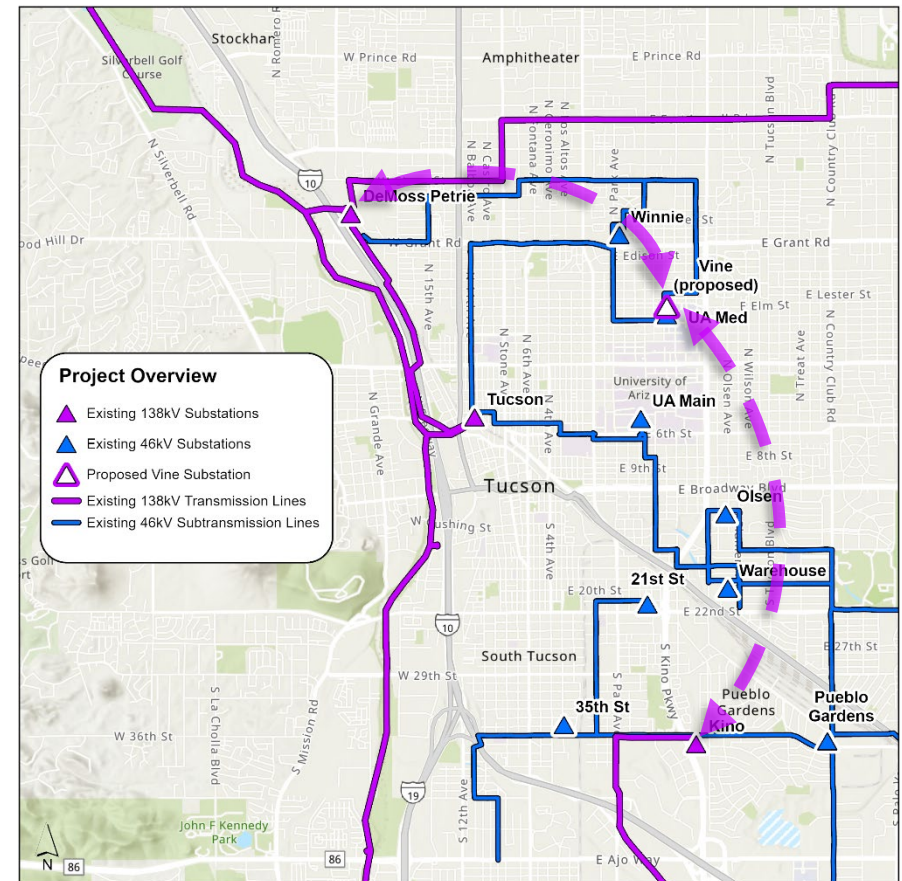 Stockham
Silverbell Golf
Course
N Romero R
W Prince Rd
Amphitheater
E Prince Rd
N Silverbell Rd
10
N Fontana Ave
N Geronimo Ave
N Los Altos Ave
N Park Ave
N Tucson Blvd
N Country Club Rd
DeMoss Petrie
Winnie
ood Hill Dr
W Grant Rd
E Grant Rd
E Edison St
Vine
(proposed)
E Elm St
E Lester St
UA Med
N 15th Ave
N Stone Ave
N 6th Ave
N 4th Ave
N Olsen Ave
N Wilson Ave
N Treat Ave
N Country Club Rd
Project Overview
Existing 138kV Substations
Existing 46kV Substations
Proposed Vine Substation
Existing 138kV Transmission Lines
Existing 46kV Subtransmission Lines
N Grande Ave
Tucson
University of
Ariz
UA Main
E 6th St
E 8th St
E 9th St
Tucson
E Broadway Blvd
Olsen
W Cushing St
S 4th Ave
Warehouse
21st St
E 20th St
E 22nd St
10
South Tucson
E 27th St
W 29th St
S Kino Pkwy
S La Cholla Blvd
S Mission Rd
W 36th St
35th St
Pueblo
Gardens
Kino
Pueblo
Gardens
19
S 12th Ave
John F Kennedy
Park
N
86
86
E Ajo Way